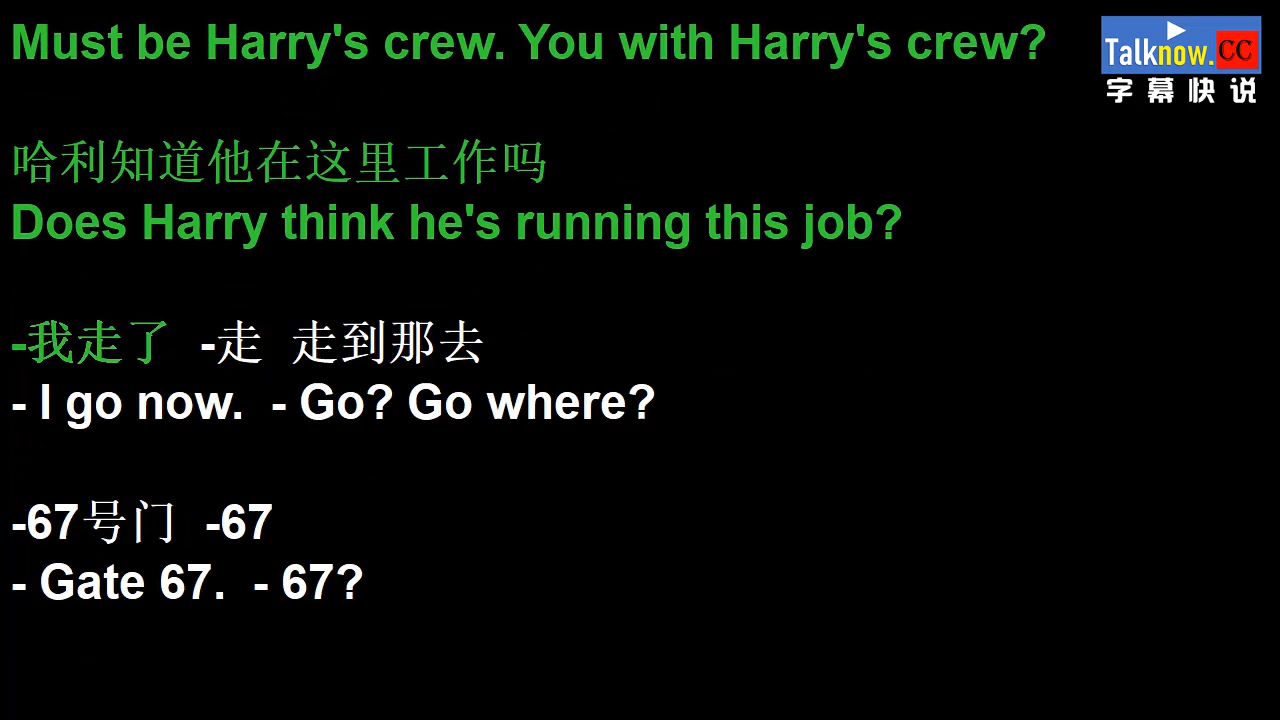 Must be Harry's crew. You with Harry's crew?
Talknow.CC
字幕快说
哈利知道他在这里工作吗
Does Harry think he's running this job?
-我走了  -走  走到那去
- I go now.  - Go? Go where?
-67号门  -67
- Gate 67.  - 67?